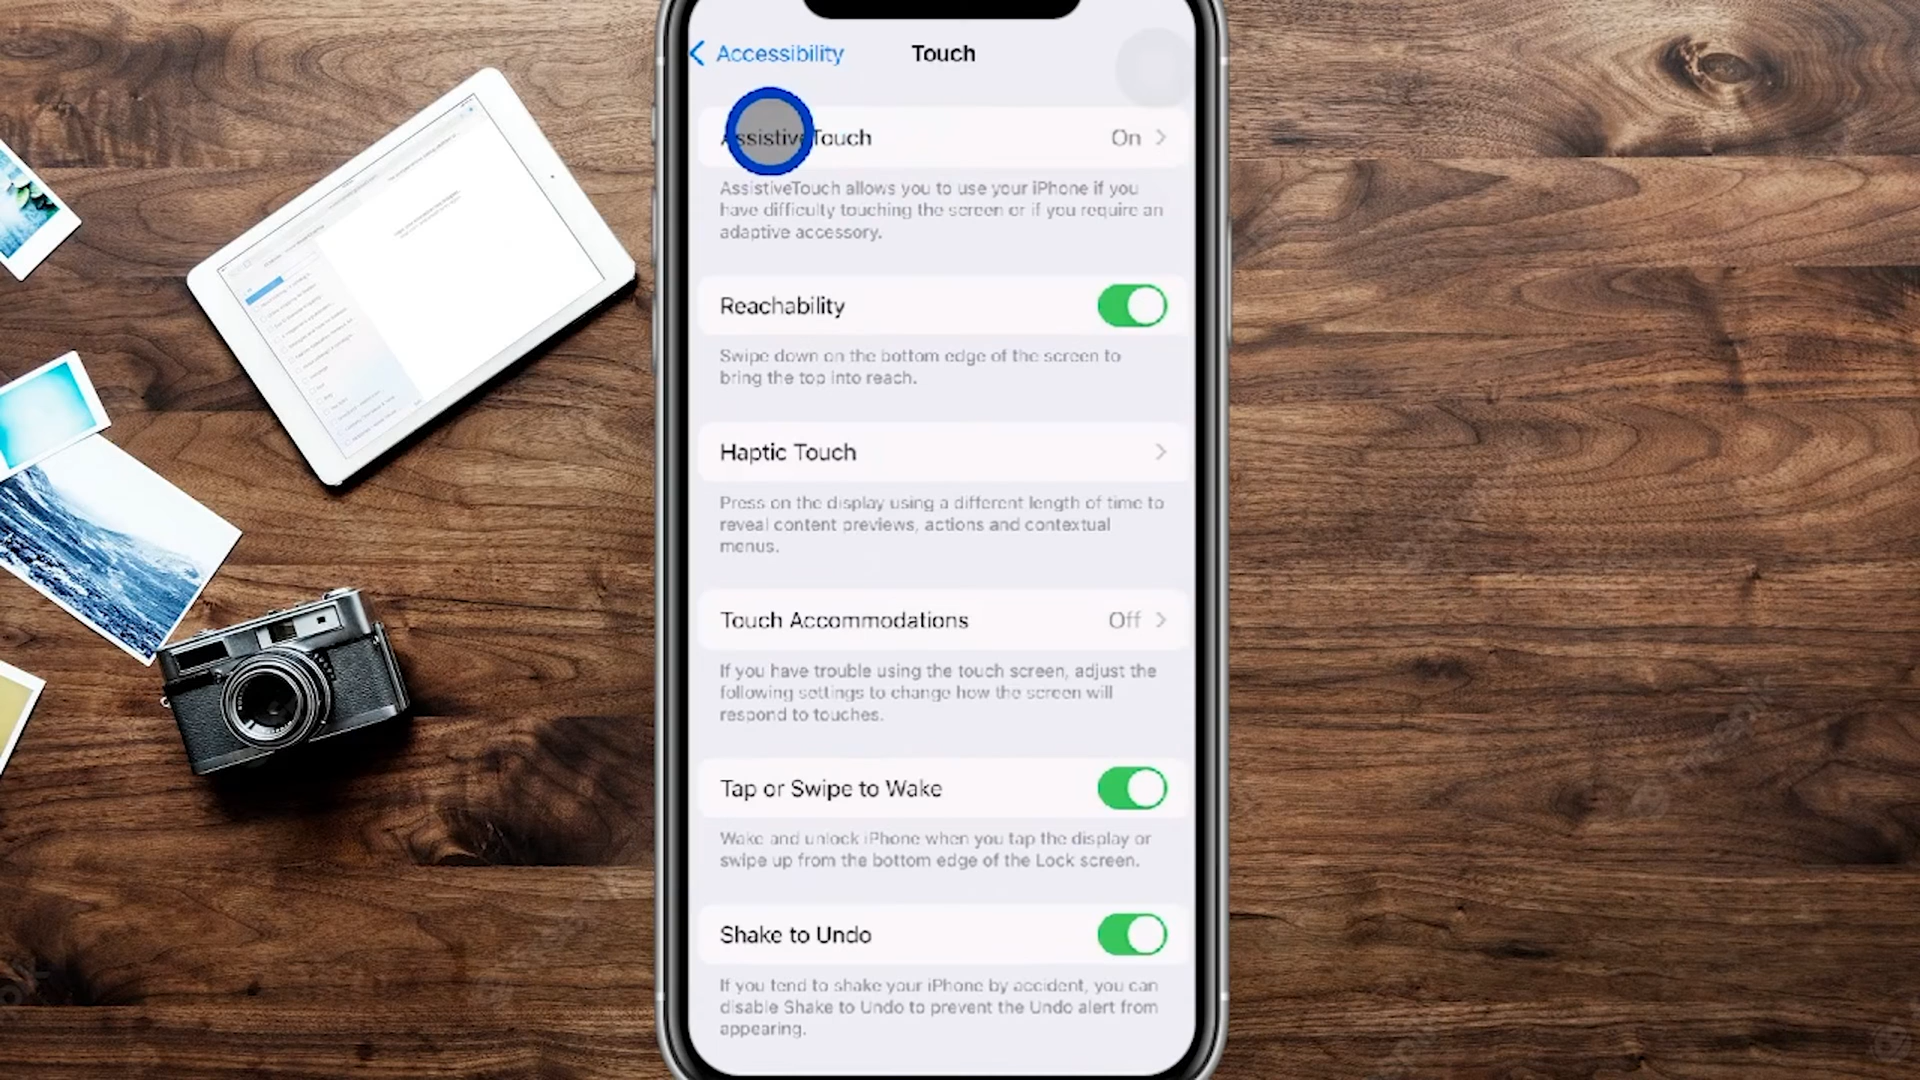 Accessibility
Touch
AssistiveTouch On
AssistiveTouch allows you to use your iPhone if you
have difficulty touching the screen or if you require an
adaptive accessory.
Reachability
Swipe down on the bottom edge of the screen to
bring the top into reach.
Haptic Touch
Press on the display using a different length of time to
reveal content previews, actions and contextual
menus.
Touch Accommodations Off
If you have trouble using the touch screen, adjust the
following settings to change how the screen will
respond to touches.
Tap or Swipe to Wake
Wake and unlock iPhone when you tap the display or
swipe up from the bottom edge of the Lock screen.
Shake to Undo
If you tend to shake your iPhone by accident, you can
disable Shake to Undo to prevent the Undo alert from
appearing.